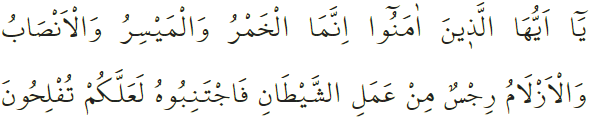 يَٓا اَيُّهَا الَّذ۪ينَ اٰمَنُٓوا اِنَّمَا الْخَمْرُ وَالْمَيْسِرُ وَالْاَنْصَابُ
وَالْاَزْلَامُ رِجْسٌ مِنْ عَمَلِ الشَّيْطَانِ فَاجْتَنِبُوهُ لَعَلَّكُمْ تُفْلِحُونَ